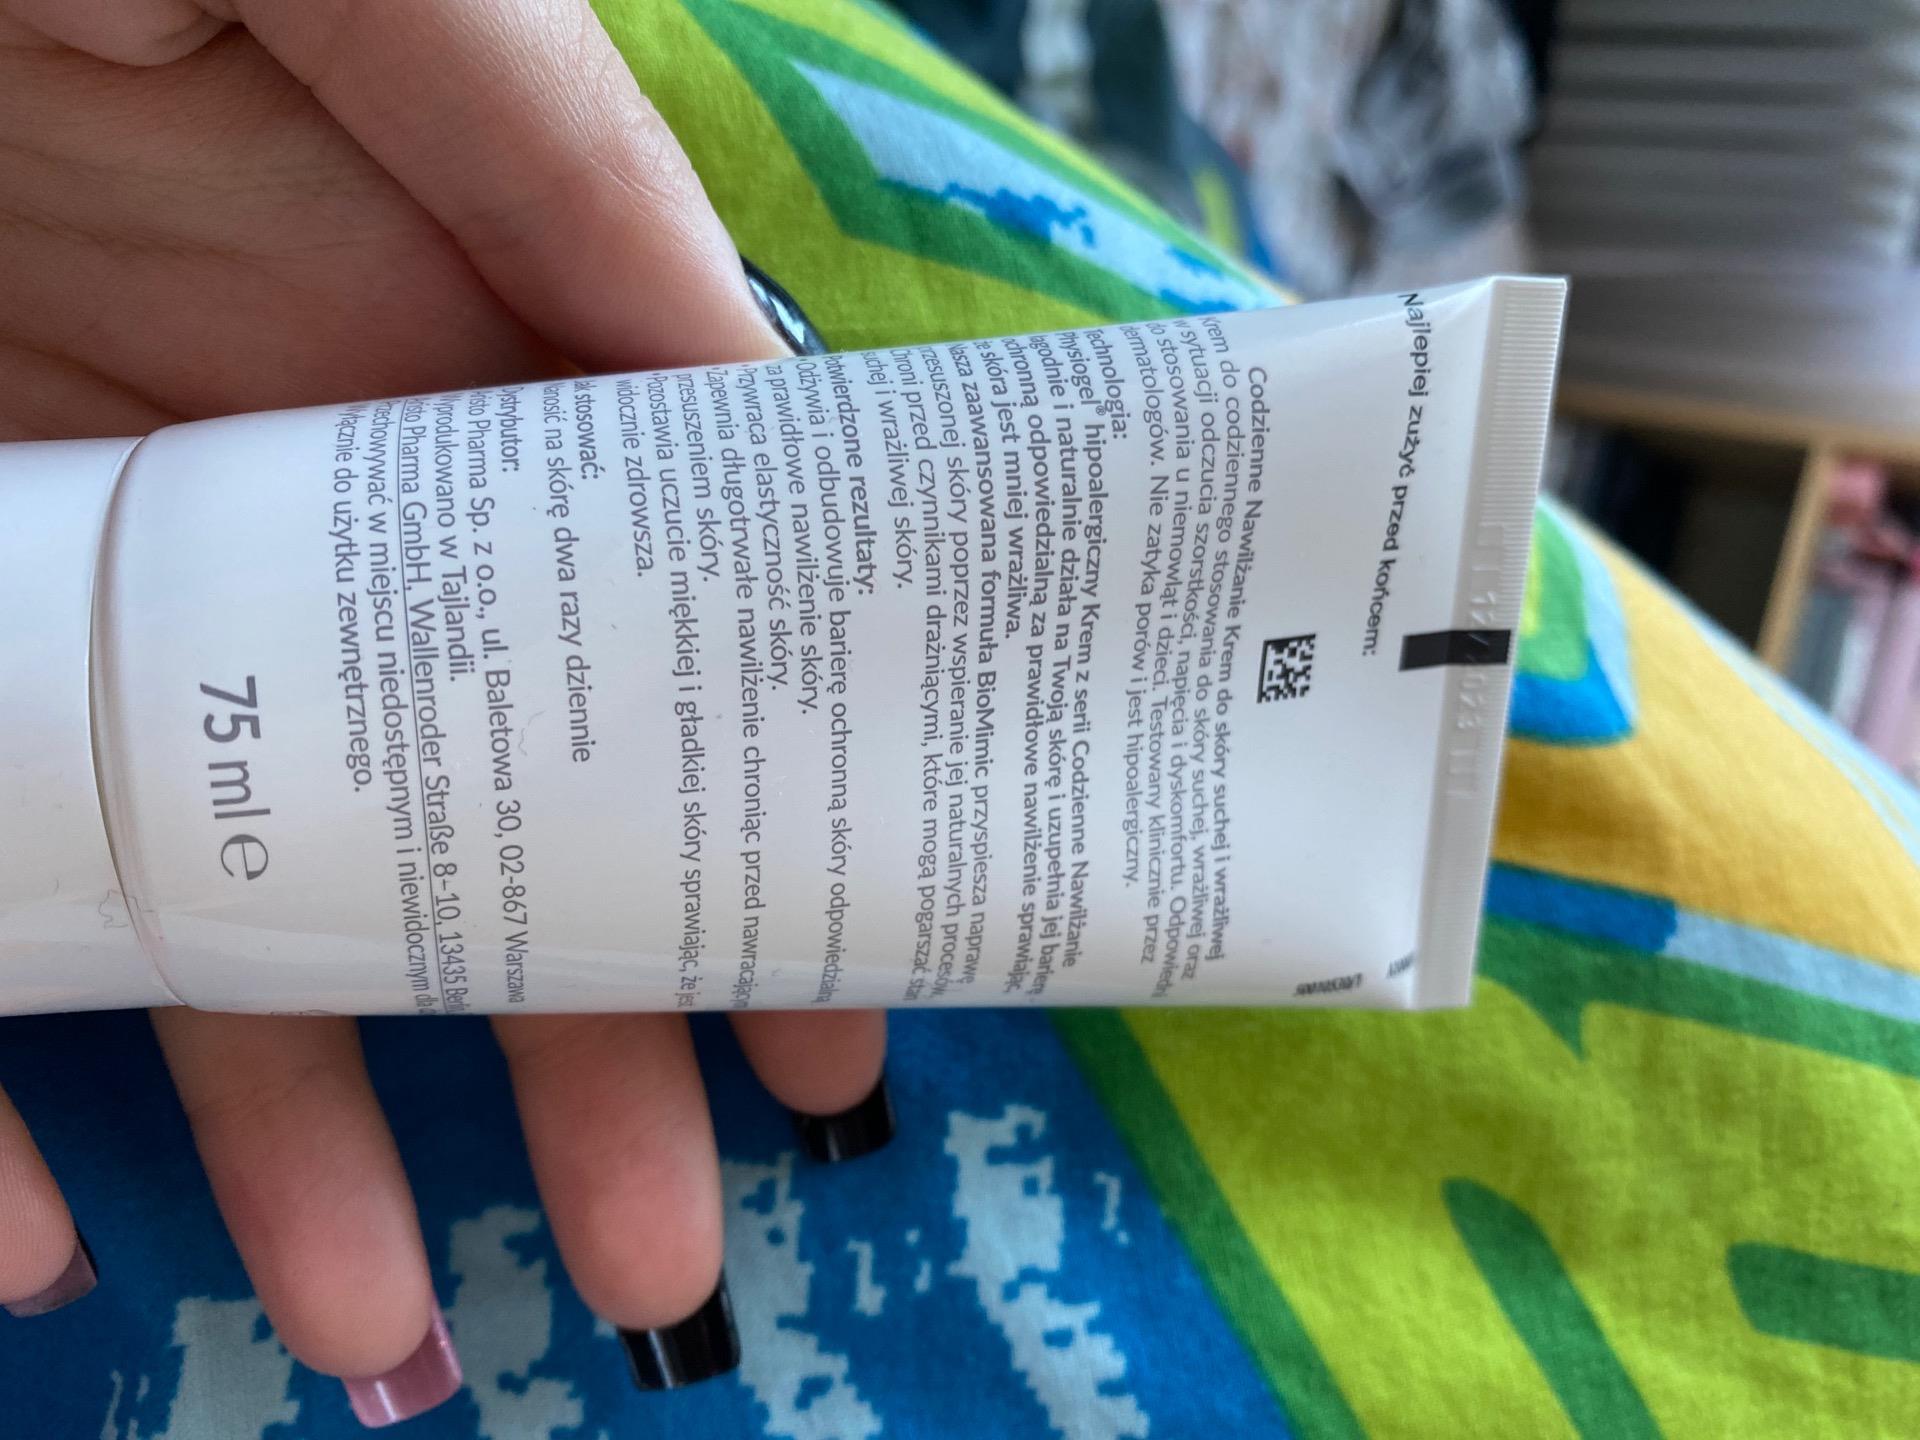 Najlepiej zużyć przed końcem:
Codzienne Nawilżanie Krem do skóry suchej i wrażliwej
Krem do codziennego stosowania do skóry suchej, wrażliwej oraz
w sytuacji odczucia szorstkości, napięcia i dyskomfortu. Odpowiedni
do stosowania u niemowląt i dzieci. Testowany klinicznie przez
dermatologów. Nie zatyka porów i jest hipoalergiczny.
Technologia:
Physiogel® hipoalergiczny Krem z serii Codzienne Nawilżanie
łagodnie i naturalnie działa na Twoją skórę i uzupełnia jej barierę
ochronną odpowiedzialną za prawidłowe nawilżenie sprawiając,
że skóra jest mniej wrażliwa.
Nasza zaawansowana formuła BioMimic przyspiesza naprawę
przesuszonej skóry poprzez wspieranie jej naturalnych procesów,
chroni przed czynnikami drażniącymi, które mogą pogarszać stan
suchej i wrażliwej skóry.
Potwierdzone rezultaty:
• Odżywia i odbudowuje barierę ochronną skóry odpowiedzialną
za prawidłowe nawilżenie skóry.
• Przywraca elastyczność skóry.
• Zapewnia długotrwałe nawilżenie chroniąc przed nawracającym
przesuszeniem skóry.
• Pozostawia uczucie miękkiej i gładkiej skóry sprawiając, że jest
widocznie zdrowsza.
Jak stosować:
Nanosić na skórę dwa razy dziennie
Dystrybutor:
Aristo Pharma Sp. z o.o., ul. Baletowa 30, 02-867 Warszawa
Wyprodukowano w Tajlandii.
Aristo Pharma GmbH, Wallenroder Straße 8-10, 13435 Berlin
Przechowywać w miejscu niedostępnym i niewidocznym dla
Wyłącznie do użytku zewnętrznego.
75 ml e